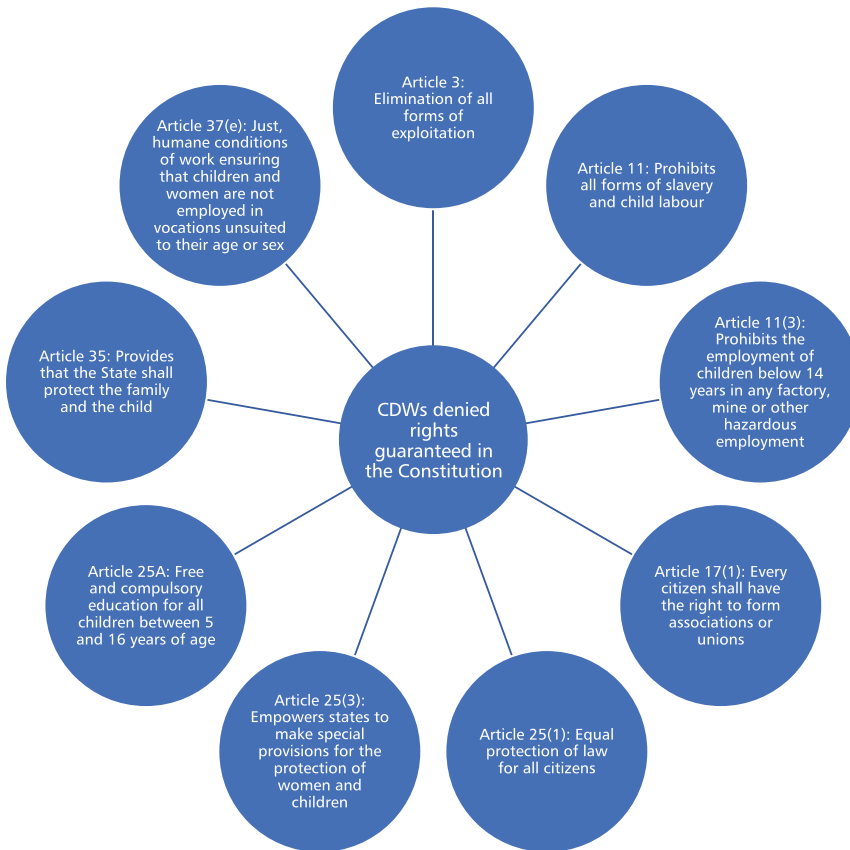 Article 3:
Elimination of all
forms of
exploitation
Article 11: Prohibits
all forms of slavery
and child labour
Article 11(3):
Prohibits the
employment of
children below 14
years in any factory,
mine or other
hazardous
employment
Article 17(1): Every
citizen shall have
the right to form
associations or
unions
Article 25(1): Equal
protection of law
for all citizens
Article 25(3):
Empowers states to
make special
provisions for the
protection of
women and
children
Article 25A: Free
and compulsory
education for all
children between 5
and 16 years of age
Article 35: Provides
that the State shall
protect the family
and the child
Article 37(e): Just,
humane conditions
of work ensuring
that children and
women are not
employed in
vocations unsuited
to their age or sex
CDWs denied
rights
guaranteed in
the Constitution